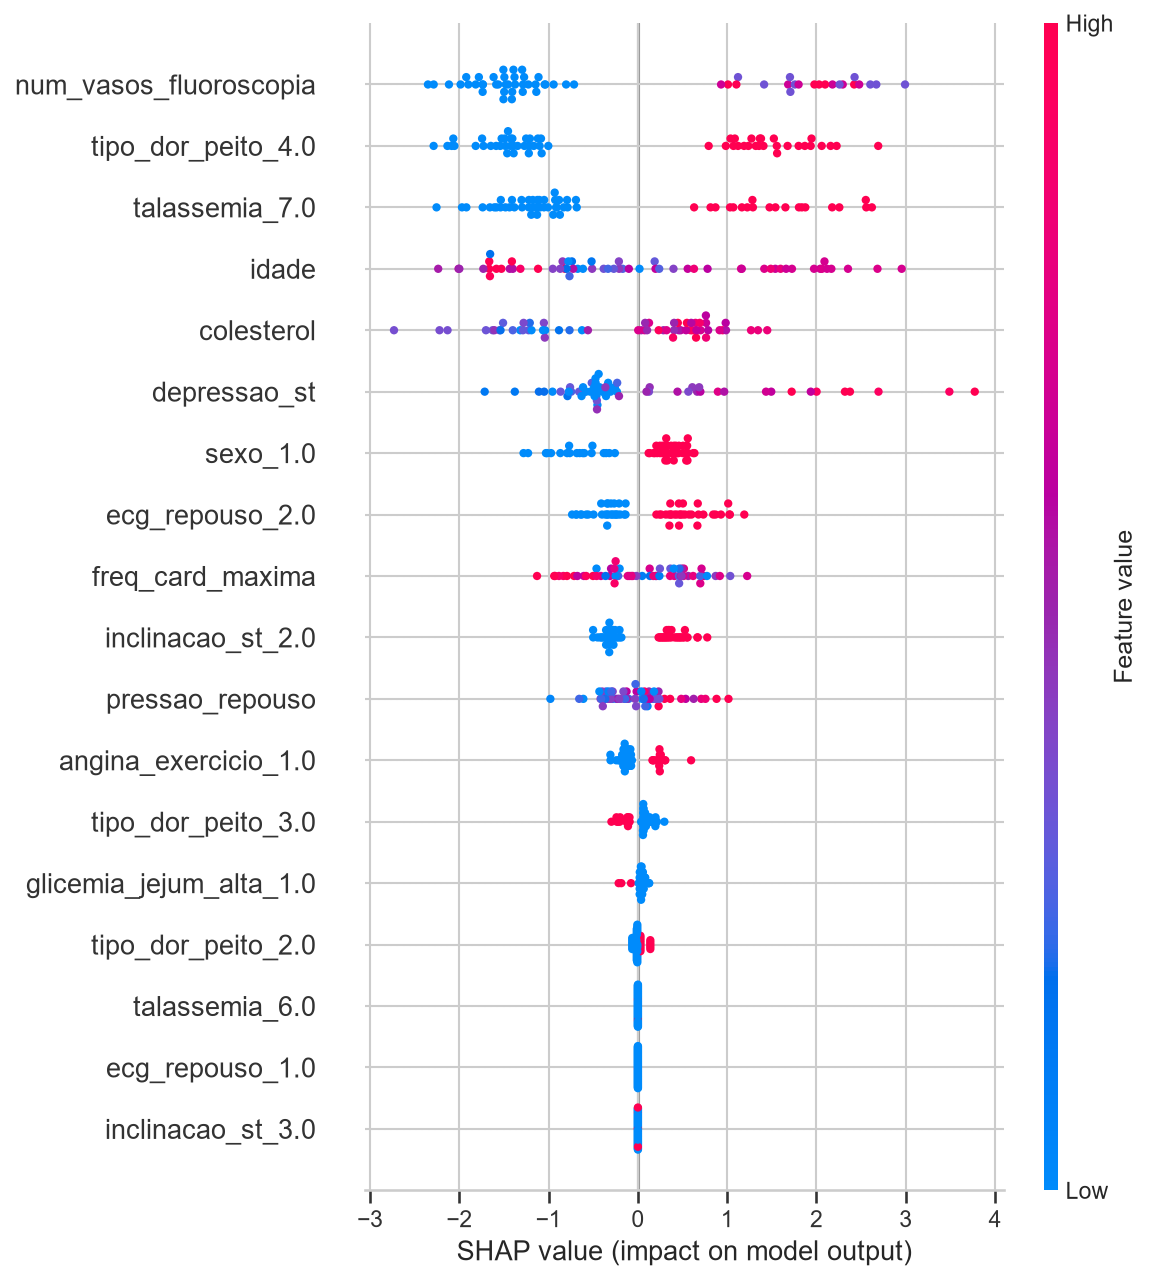 High
num_vasos_fluoroscopia
tipo_dor_peito_4.0
talassemia_7.0
idade
colesterol
depressao_st
sexo_1.0
ecg_repouso_2.0
freq_card_maxima
inclinacao_st_2.0
pressao_repouso
angina_exercicio_1.0
tipo_dor_peito_3.0
glicemia_jejum_alta_1.0
tipo_dor_peito_2.0
talassemia_6.0
ecg_repouso_1.0
inclinacao_st_3.0
Feature value
Low
−3 −2 −1 0 1 2 3 4
SHAP value (impact on model output)